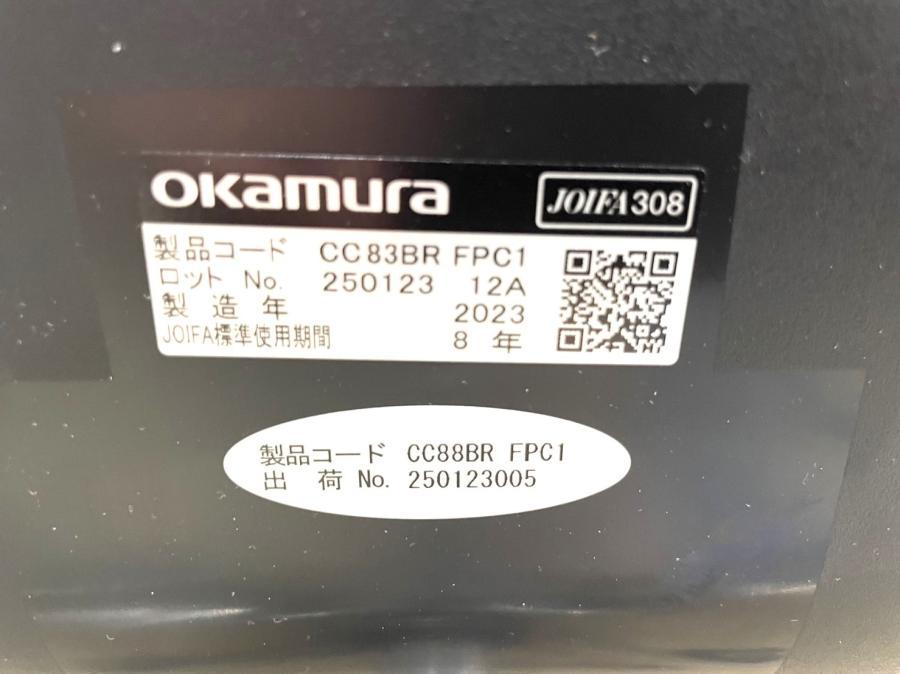 okamura
JOIFA308
製品コード CC83BR FPC1
ロット No. 250123 12A
製造年 2023
JOIFA標準使用期間 8年
製品コード CC88BR FPC1
出荷 No. 250123005